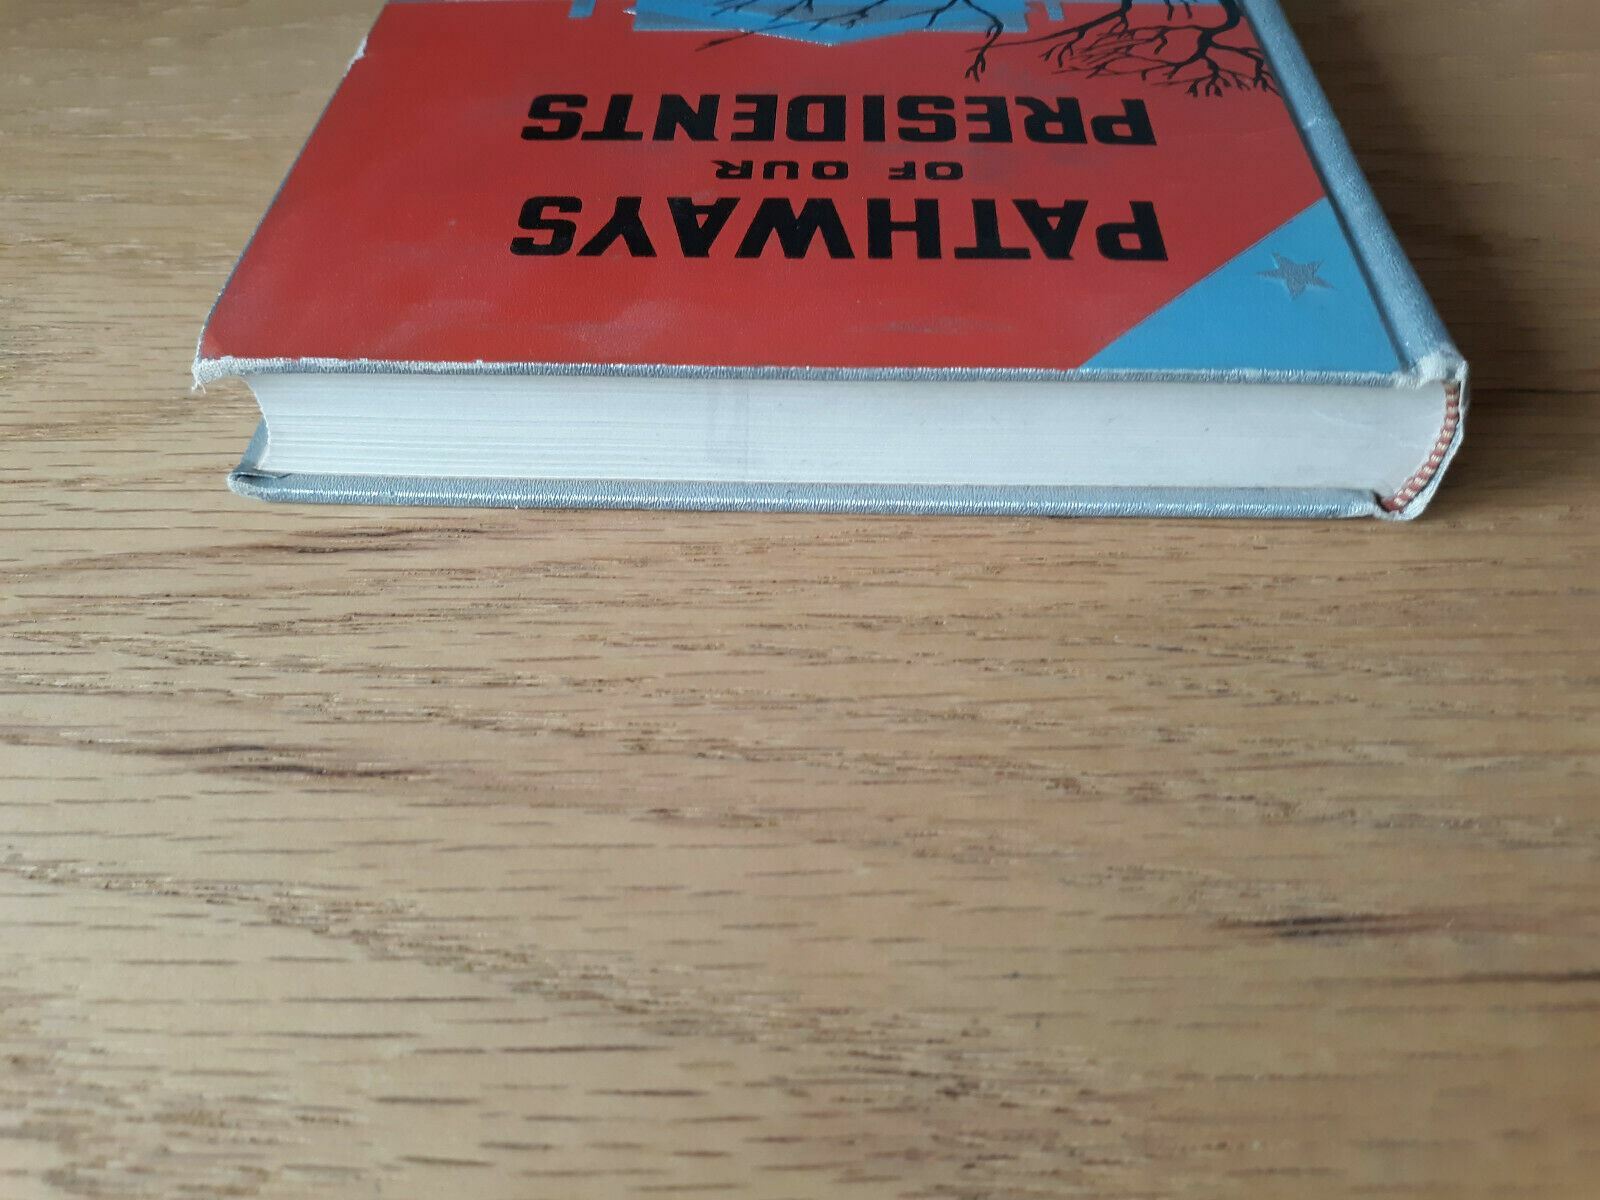 PATHWAYS
OF OUR
PRESIDENTS